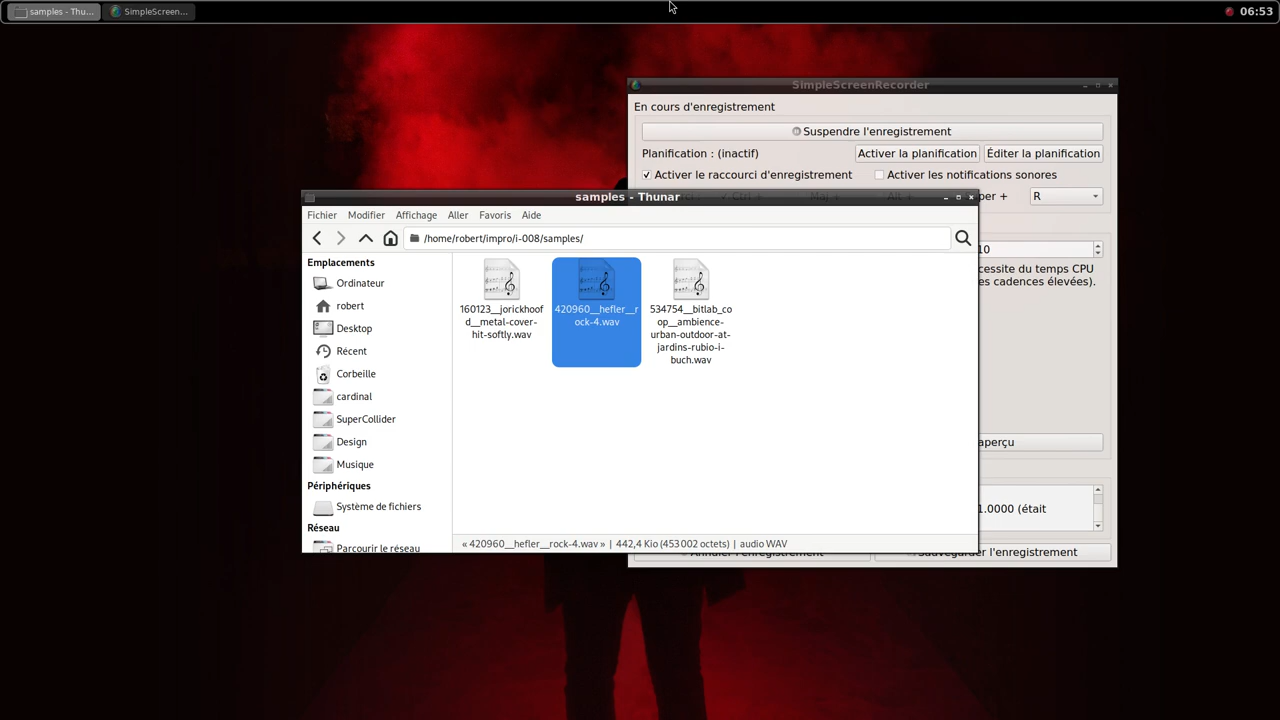 samples - Thu...
SimpleScreen...
06:53
SimpleScreenRecorder
En cours d'enregistrement
Suspendre l'enregistrement
Planification : (inactif)
Activer la planification
Éditer la planification
Activer le raccourci d'enregistrement
Activer les notifications sonores
R
samples - Thunar
Fichier
Modifier
Affichage
Aller
Favoris
Aide
/home/robert/impro/i-008/samples/
10
Emplacements
Ordinateur
robert
Desktop
Récent
Corbeille
cardinal
SuperCollider
Design
Musique
Périphériques
Système de fichiers
Réseau
Parcourir le réseau
160123__jorickhoof
d__metal-cover-
hit-softly.wav
420960__hefler__r
ock-4.wav
534754__bitlab_co
op__ambience-
urban-outdoor-at-
jardins-rubio-i-
buch.wav
cessite du temps CPU
es cadences élevées).
aperçu
1.0000 (était
« 420960__hefler__rock-4.wav » | 442,4 Kio (453 002 octets) | audio WAV
Annuler l'enregistrement
Sauvegarder l'enregistrement